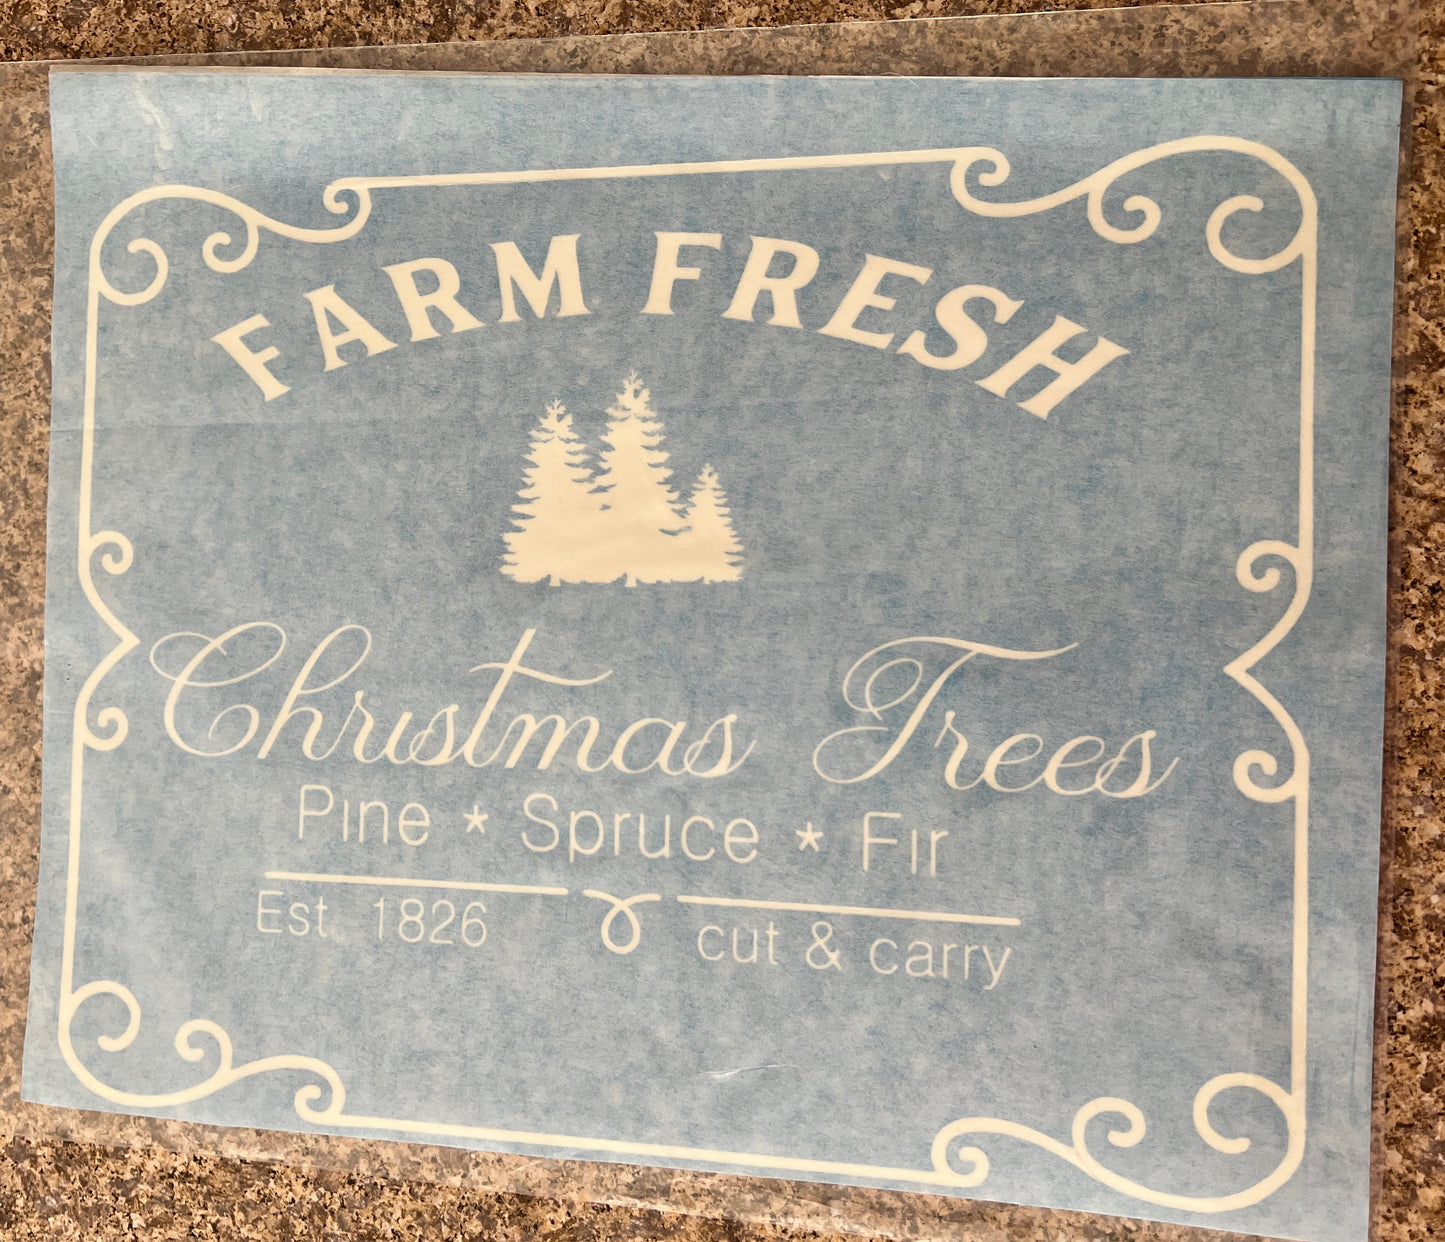 FARM FRESH
Christmas Trees
Pine * Spruce * Fir
Est. 1826 cut & carry